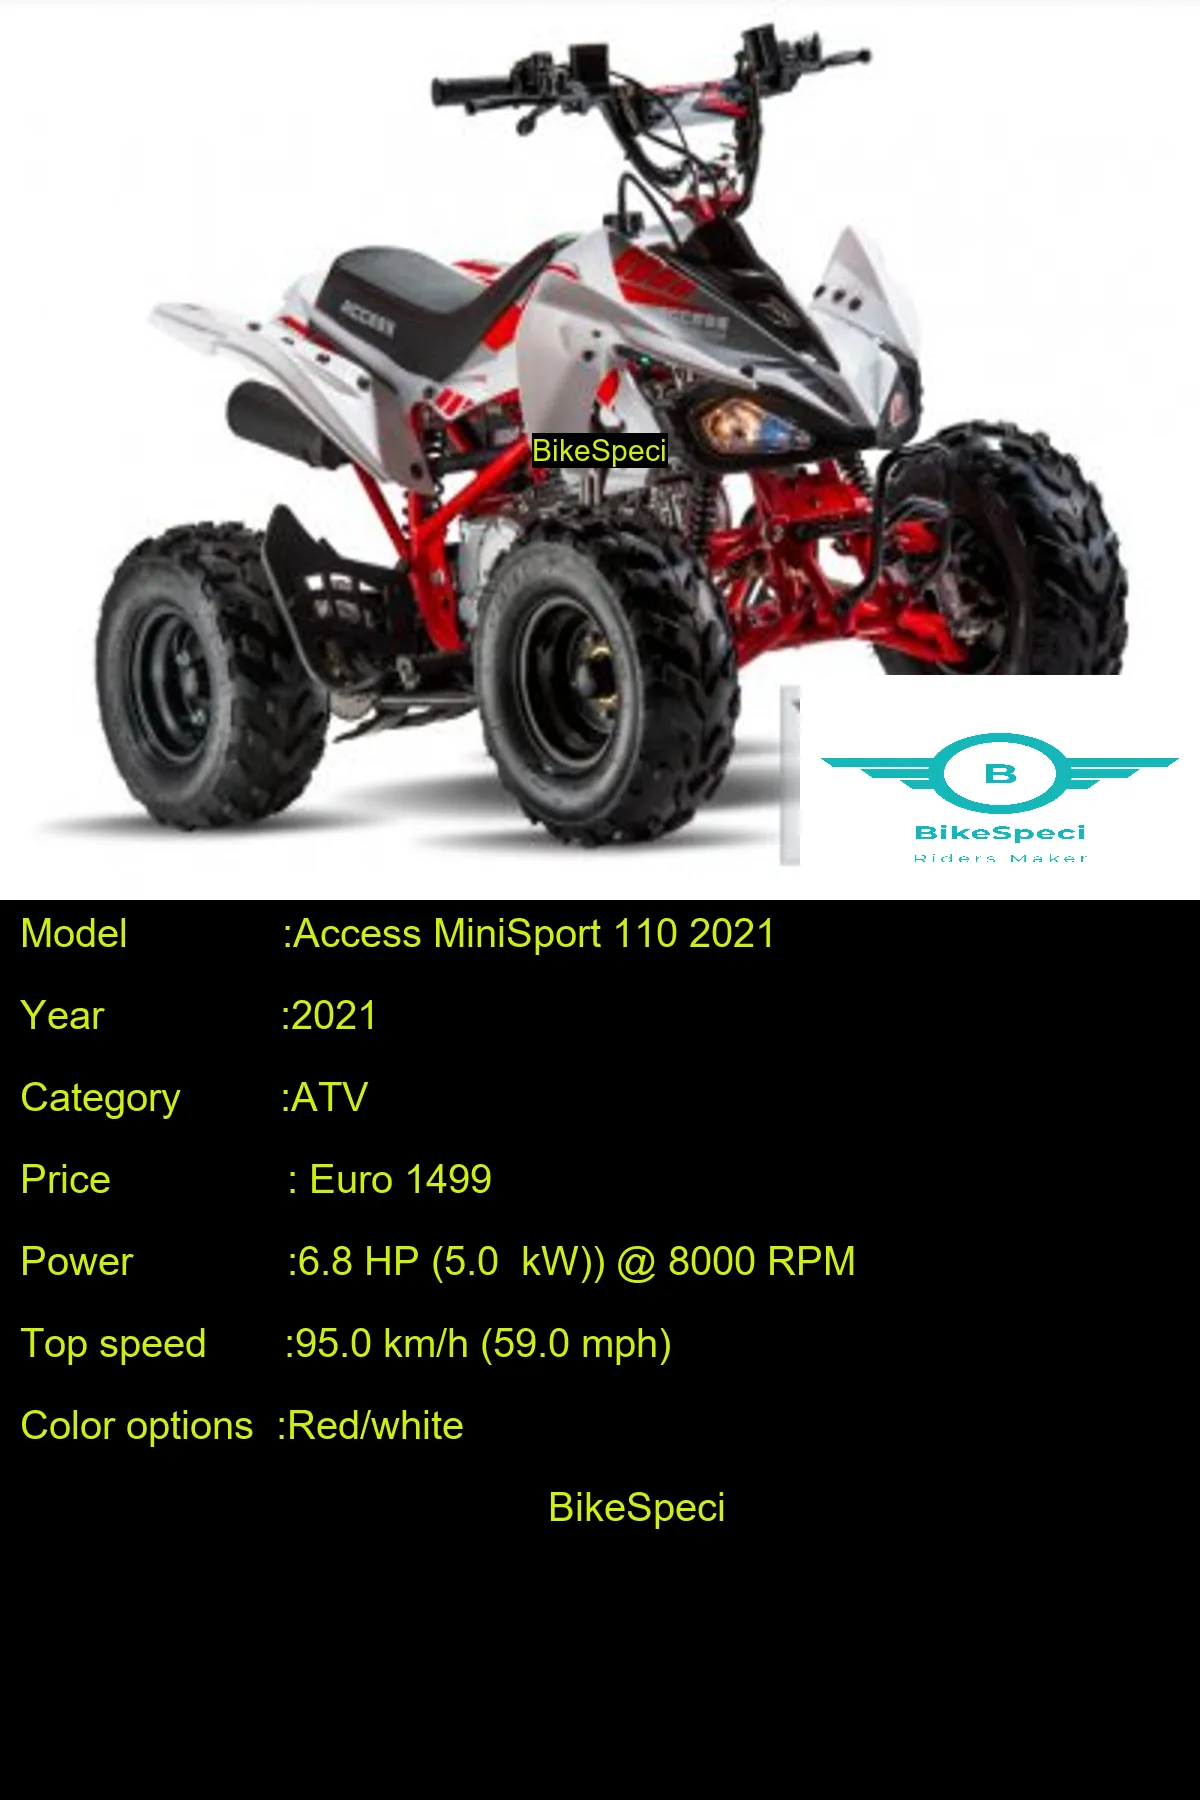 ACCESS
ACCESS
BikeSpeci
B
BikeSpeci
Riders Maker
Model :Access MiniSport 110 2021
Year :2021
Category :ATV
Price : Euro 1499
Power :6.8 HP (5.0 kW)) @ 8000 RPM
Top speed :95.0 km/h (59.0 mph)
Color options :Red/white
BikeSpeci